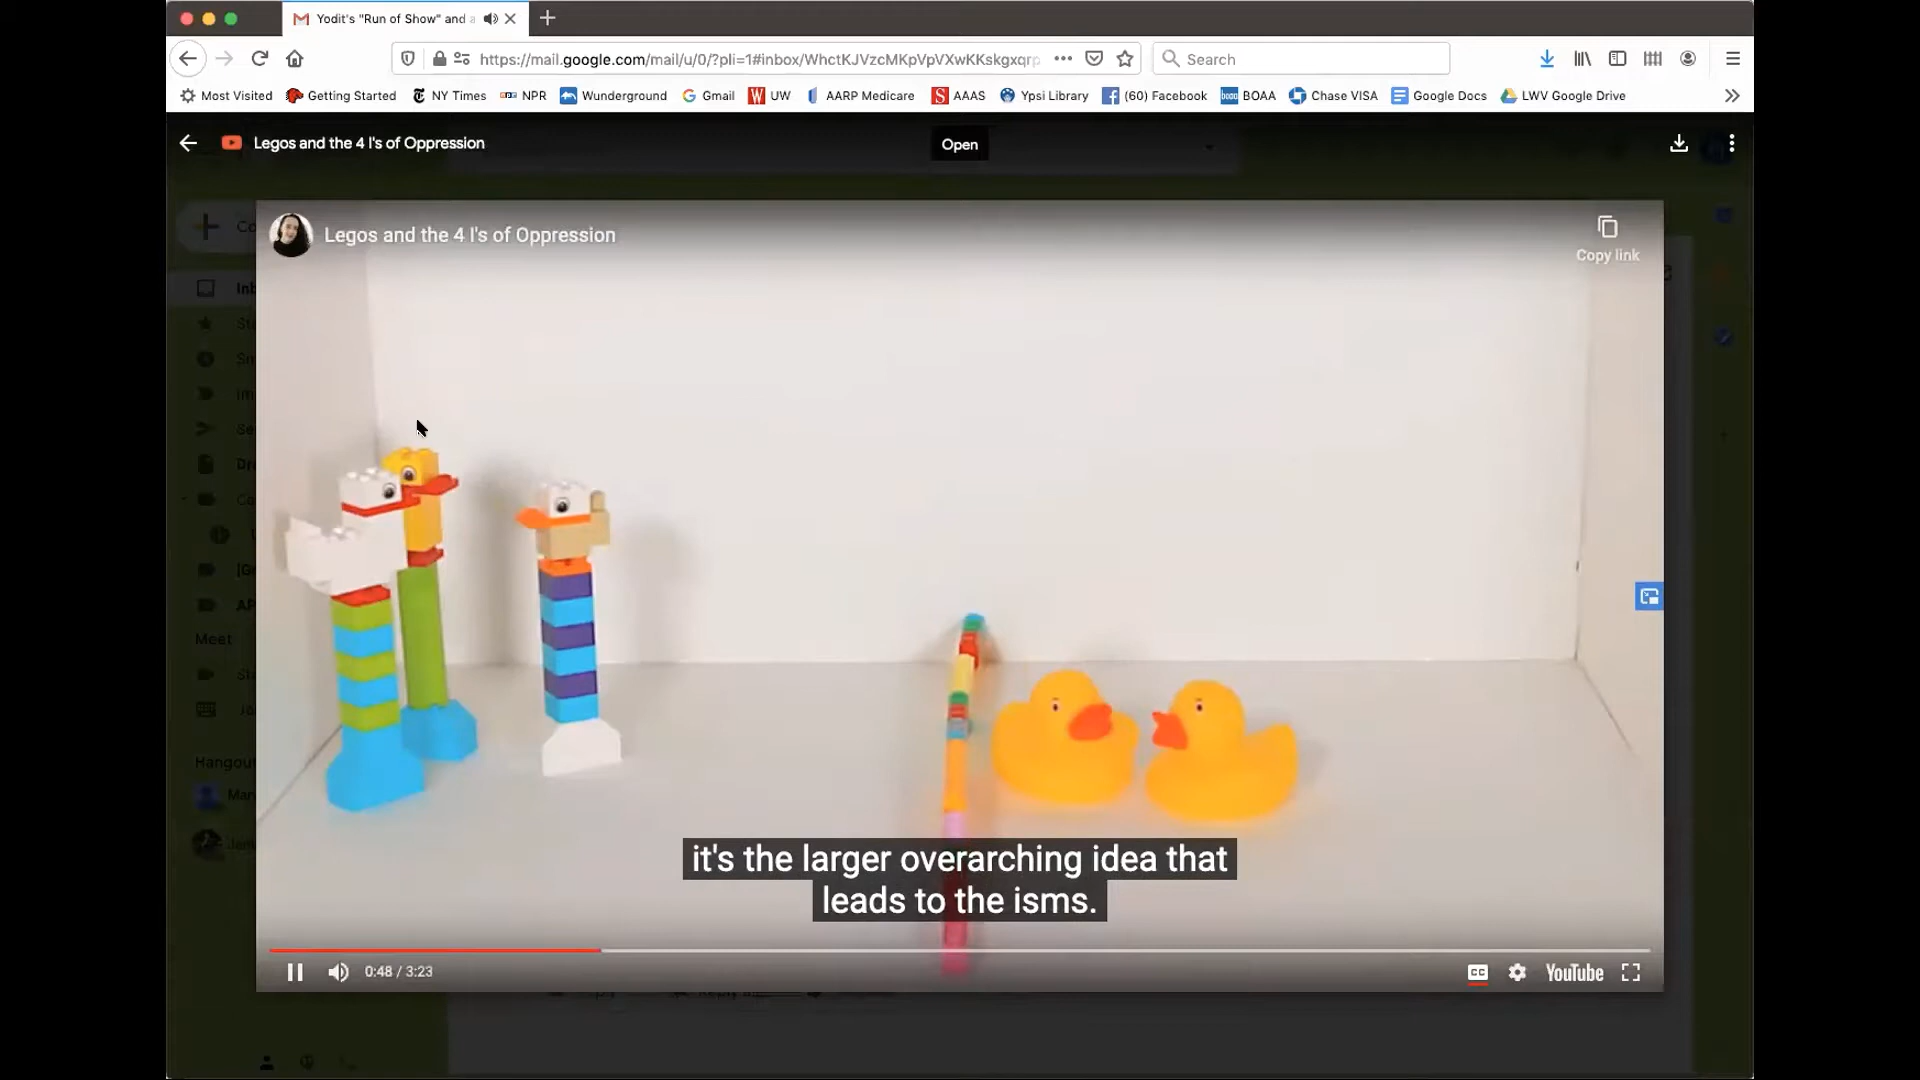 Yodit's "Run of Show" and a
https://mail.google.com/mail/u/0/?pli=1#inbox/WhctKJVzcMKpVpVXwKKskgxqrp
Search
Most Visited
Getting Started
NY Times
NPR
Wunderground
Gmail
UW
AARP Medicare
AAAS
Ypsi Library
(60) Facebook
BOAA
Chase VISA
Google Docs
LWV Google Drive
Legos and the 4 I's of Oppression
Open
Legos and the 4 I's of Oppression
Copy link
Meet
it's the larger overarching idea that
leads to the isms.
0:48 / 3:23
CC
YouTube